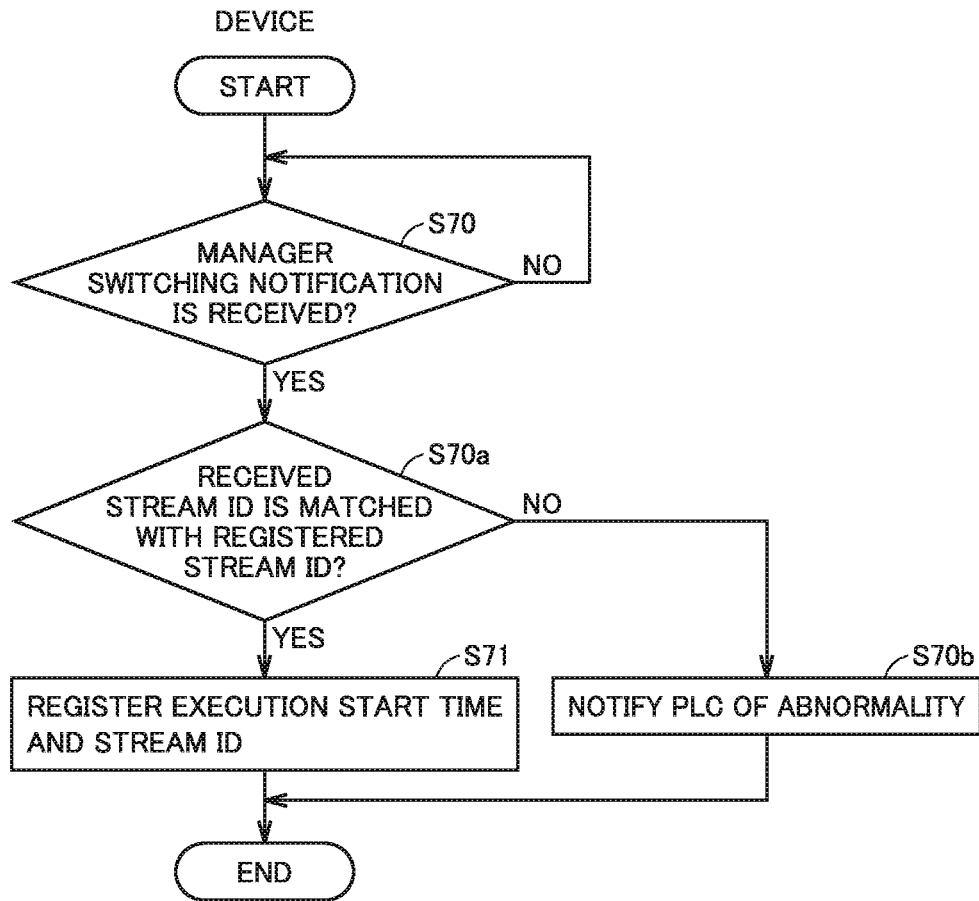 DEVICE
START
S70
MANAGER
SWITCHING NOTIFICATION
IS RECEIVED?
NO
YES
S70a
RECEIVED
STREAM ID IS MATCHED
WITH REGISTERED
STREAM ID?
NO
YES
S71
REGISTER EXECUTION START TIME
AND STREAM ID
S70b
NOTIFY PLC OF ABNORMALITY
END